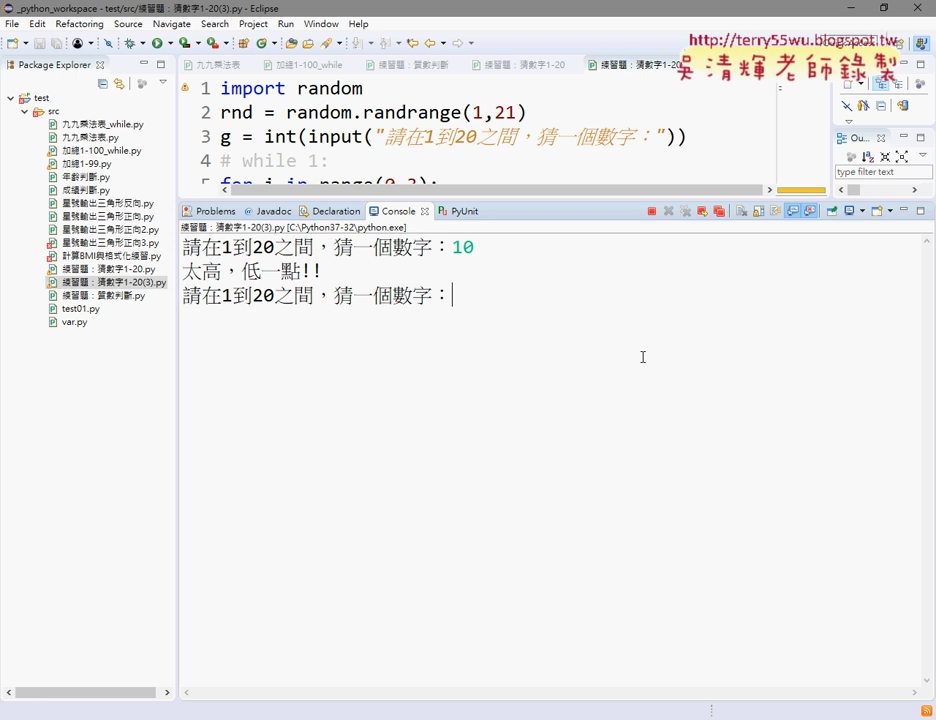 _python_workspace - test/src/練習題：猜數字1-20(3).py - Eclipse
File Edit Refactoring Source Navigate Search Project Run Window Help
http://terry55wu.blogspot.tw
吳清輝老師錄製
Package Explorer
九九乘法表
加總1-100_while
練習題：質數判斷
練習題：猜數字1-20
練習題：猜數字1-20
test
src
九九乘法表_while.py
九九乘法表.py
加總1-100_while.py
加總1-99.py
年齡判斷.py
成績判斷.py
星號輸出三角形反向.py
星號輸出三角形正向.py
星號輸出三角形正向2.py
星號輸出三角形正向3.py
計算BMI與格式化練習.py
練習題：猜數字1-20.py
練習題：猜數字1-20(3).py
練習題：質數判斷.py
test01.py
var.py
1 import random
2 rnd = random.randrange(1,21)
3 g = int(input("請在1到20之間，猜一個數字："))
4 # while 1:
5 for i in range(0,3):
Ou...
type filter text
Problems Javadoc Declaration Console PyUnit
練習題：猜數字1-20(3).py [C:\Python37-32\python.exe]
請在1到20之間，猜一個數字：10
太高，低一點!!
請在1到20之間，猜一個數字：